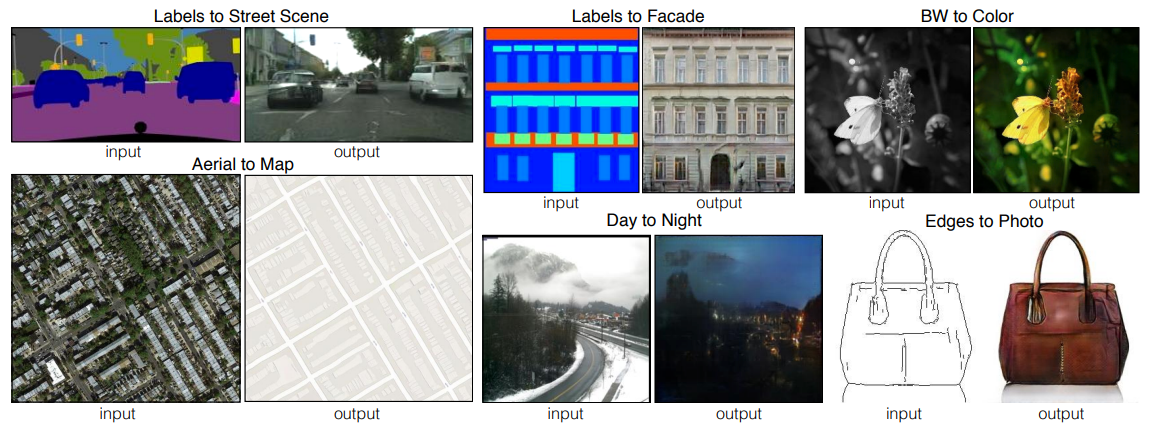 Labels to Street Scene
input
output
Aerial to Map
input
output
Labels to Facade
input
output
BW to Color
input
output
Day to Night
input
output
Edges to Photo
input
output